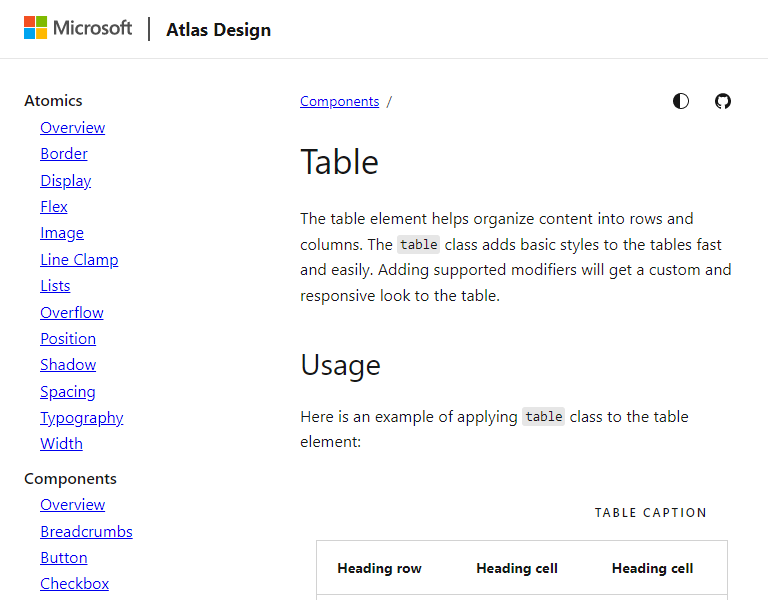 Microsoft | Atlas Design
Atomics
Overview
Border
Display
Flex
Image
Line Clamp
Lists
Overflow
Position
Shadow
Spacing
Typography
Width
Components
Overview
Breadcrumbs
Button
Checkbox
Components /
Table
The table element helps organize content into rows and
columns. The table class adds basic styles to the tables fast
and easily. Adding supported modifiers will get a custom and
responsive look to the table.
Usage
Here is an example of applying table class to the table
element:
TABLE CAPTION
Heading row Heading cell Heading cell